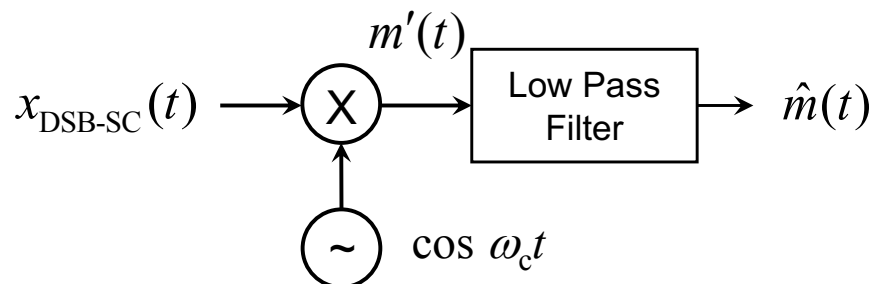 m′(t)
x_DSB-SC(t)
X
Low Pass
Filter
m̂(t)
~
cos ω_c t